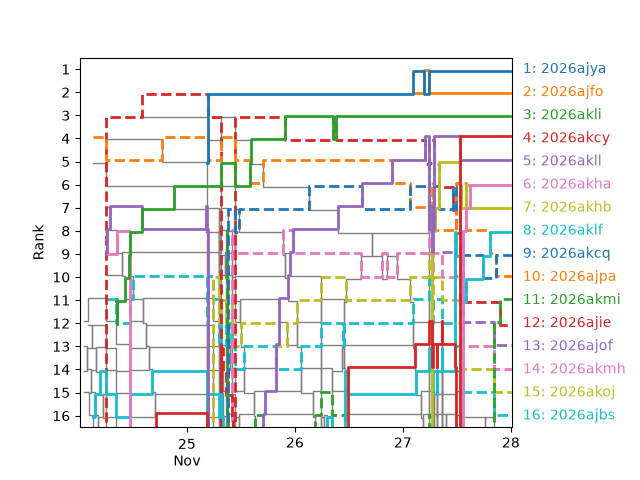 1
2
3
4
5
6
7
8
9
10
11
12
13
14
15
16
Rank
25
26
27
28
Nov
1: 2026ajya
2: 2026ajfo
3: 2026akli
4: 2026akcy
5: 2026akll
6: 2026akha
7: 2026akhb
8: 2026aklf
9: 2026akcq
10: 2026ajpa
11: 2026akmi
12: 2026ajie
13: 2026ajof
14: 2026akmh
15: 2026akoj
16: 2026ajbs